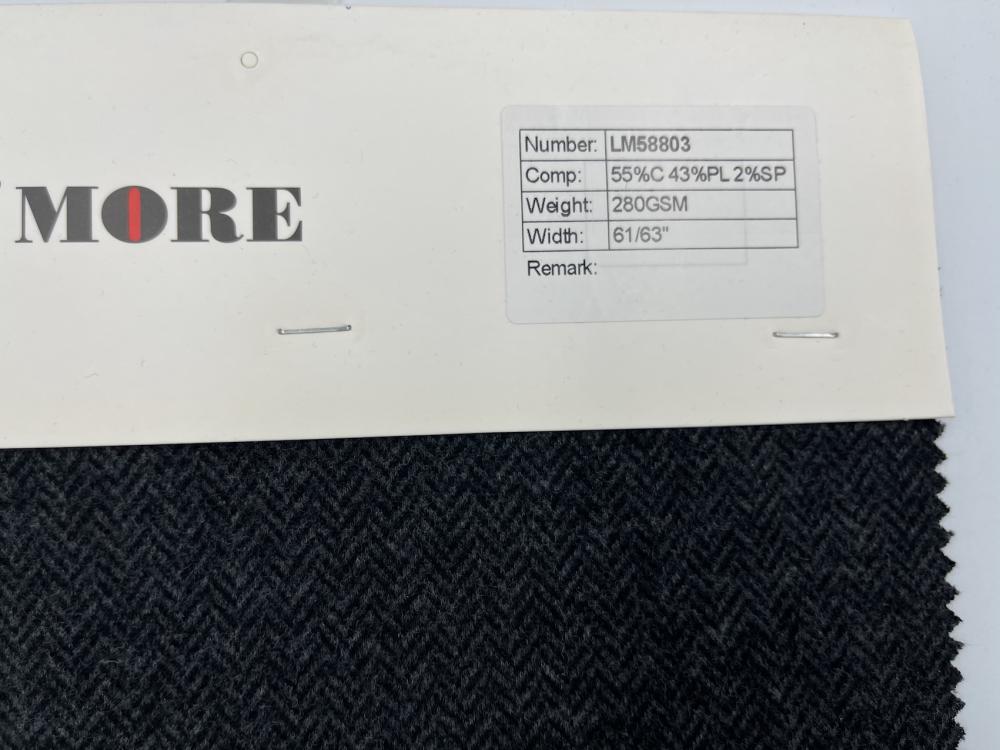 'MORE
Number: LM58803
Comp: 55%C 43%PL 2%SP
Weight: 280GSM
Width: 61/63"
Remark: